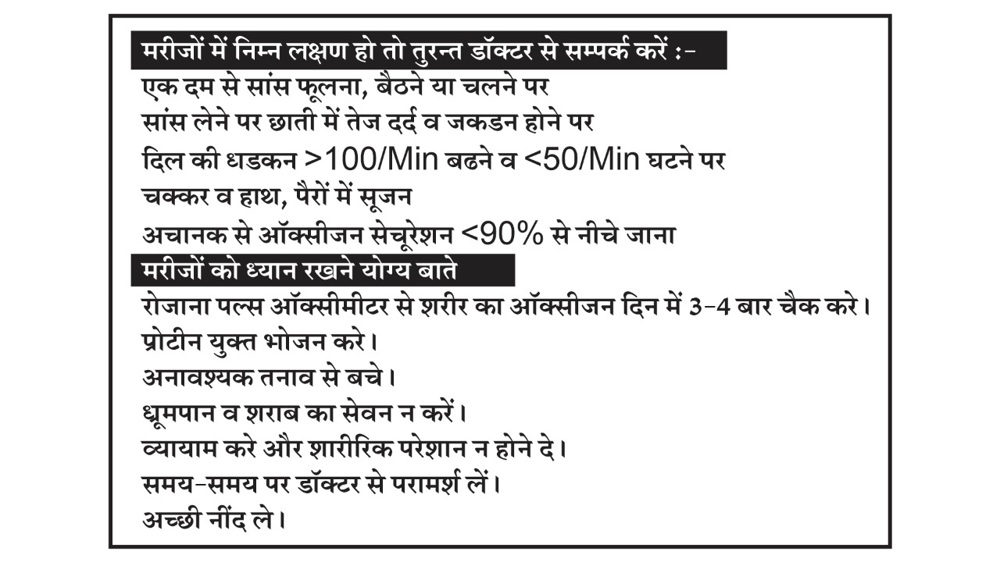 मरीजों में निम्न लक्षण हो तो तुरन्त डॉक्टर से सम्पर्क करें :-
एक दम से सांस फूलना, बैठने या चलने पर
सांस लेने पर छाती में तेज दर्द व जकडन होने पर
दिल की धडकन >100/Min बढने व <50/Min घटने पर
चक्कर व हाथ, पैरों में सूजन
अचानक से ऑक्सीजन सेचूरेशन <90% से नीचे जाना
मरीजों को ध्यान रखने योग्य बाते
रोजाना पल्स ऑक्सीमीटर से शरीर का ऑक्सीजन दिन में 3-4 बार चैक करे।
प्रोटीन युक्त भोजन करे।
अनावश्यक तनाव से बचे।
ध्रूमपान व शराब का सेवन न करें।
व्यायाम करे और शारीरिक परेशान न होने दे।
समय-समय पर डॉक्टर से परामर्श लें।
अच्छी नींद ले।